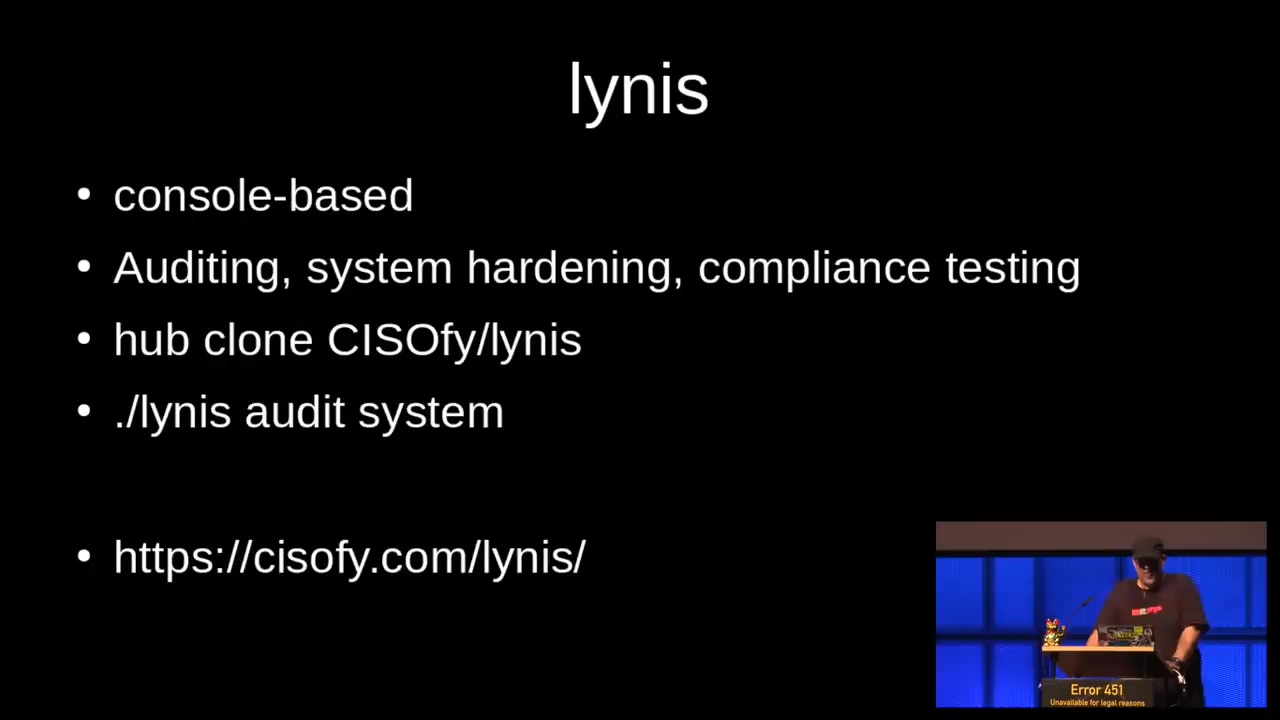 lynis
• console-based
• Auditing, system hardening, compliance testing
• hub clone CISOfy/lynis
• ./lynis audit system
• https://cisofy.com/lynis/
Error 451
Unavailable for legal reasons